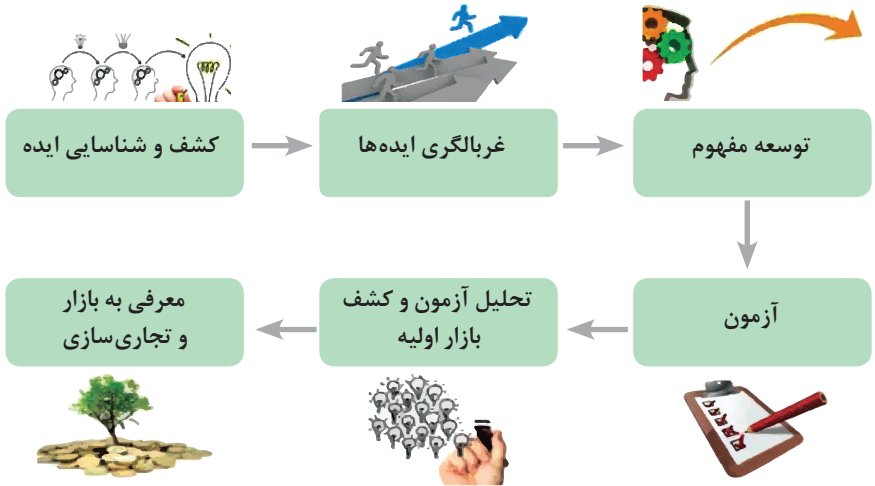 کشف و شناسایی ایده
غربالگری ایده‌ها
توسعه مفهوم
آزمون
تحلیل آزمون و کشف
بازار اولیه
معرفی به بازار
و تجاری‌سازی